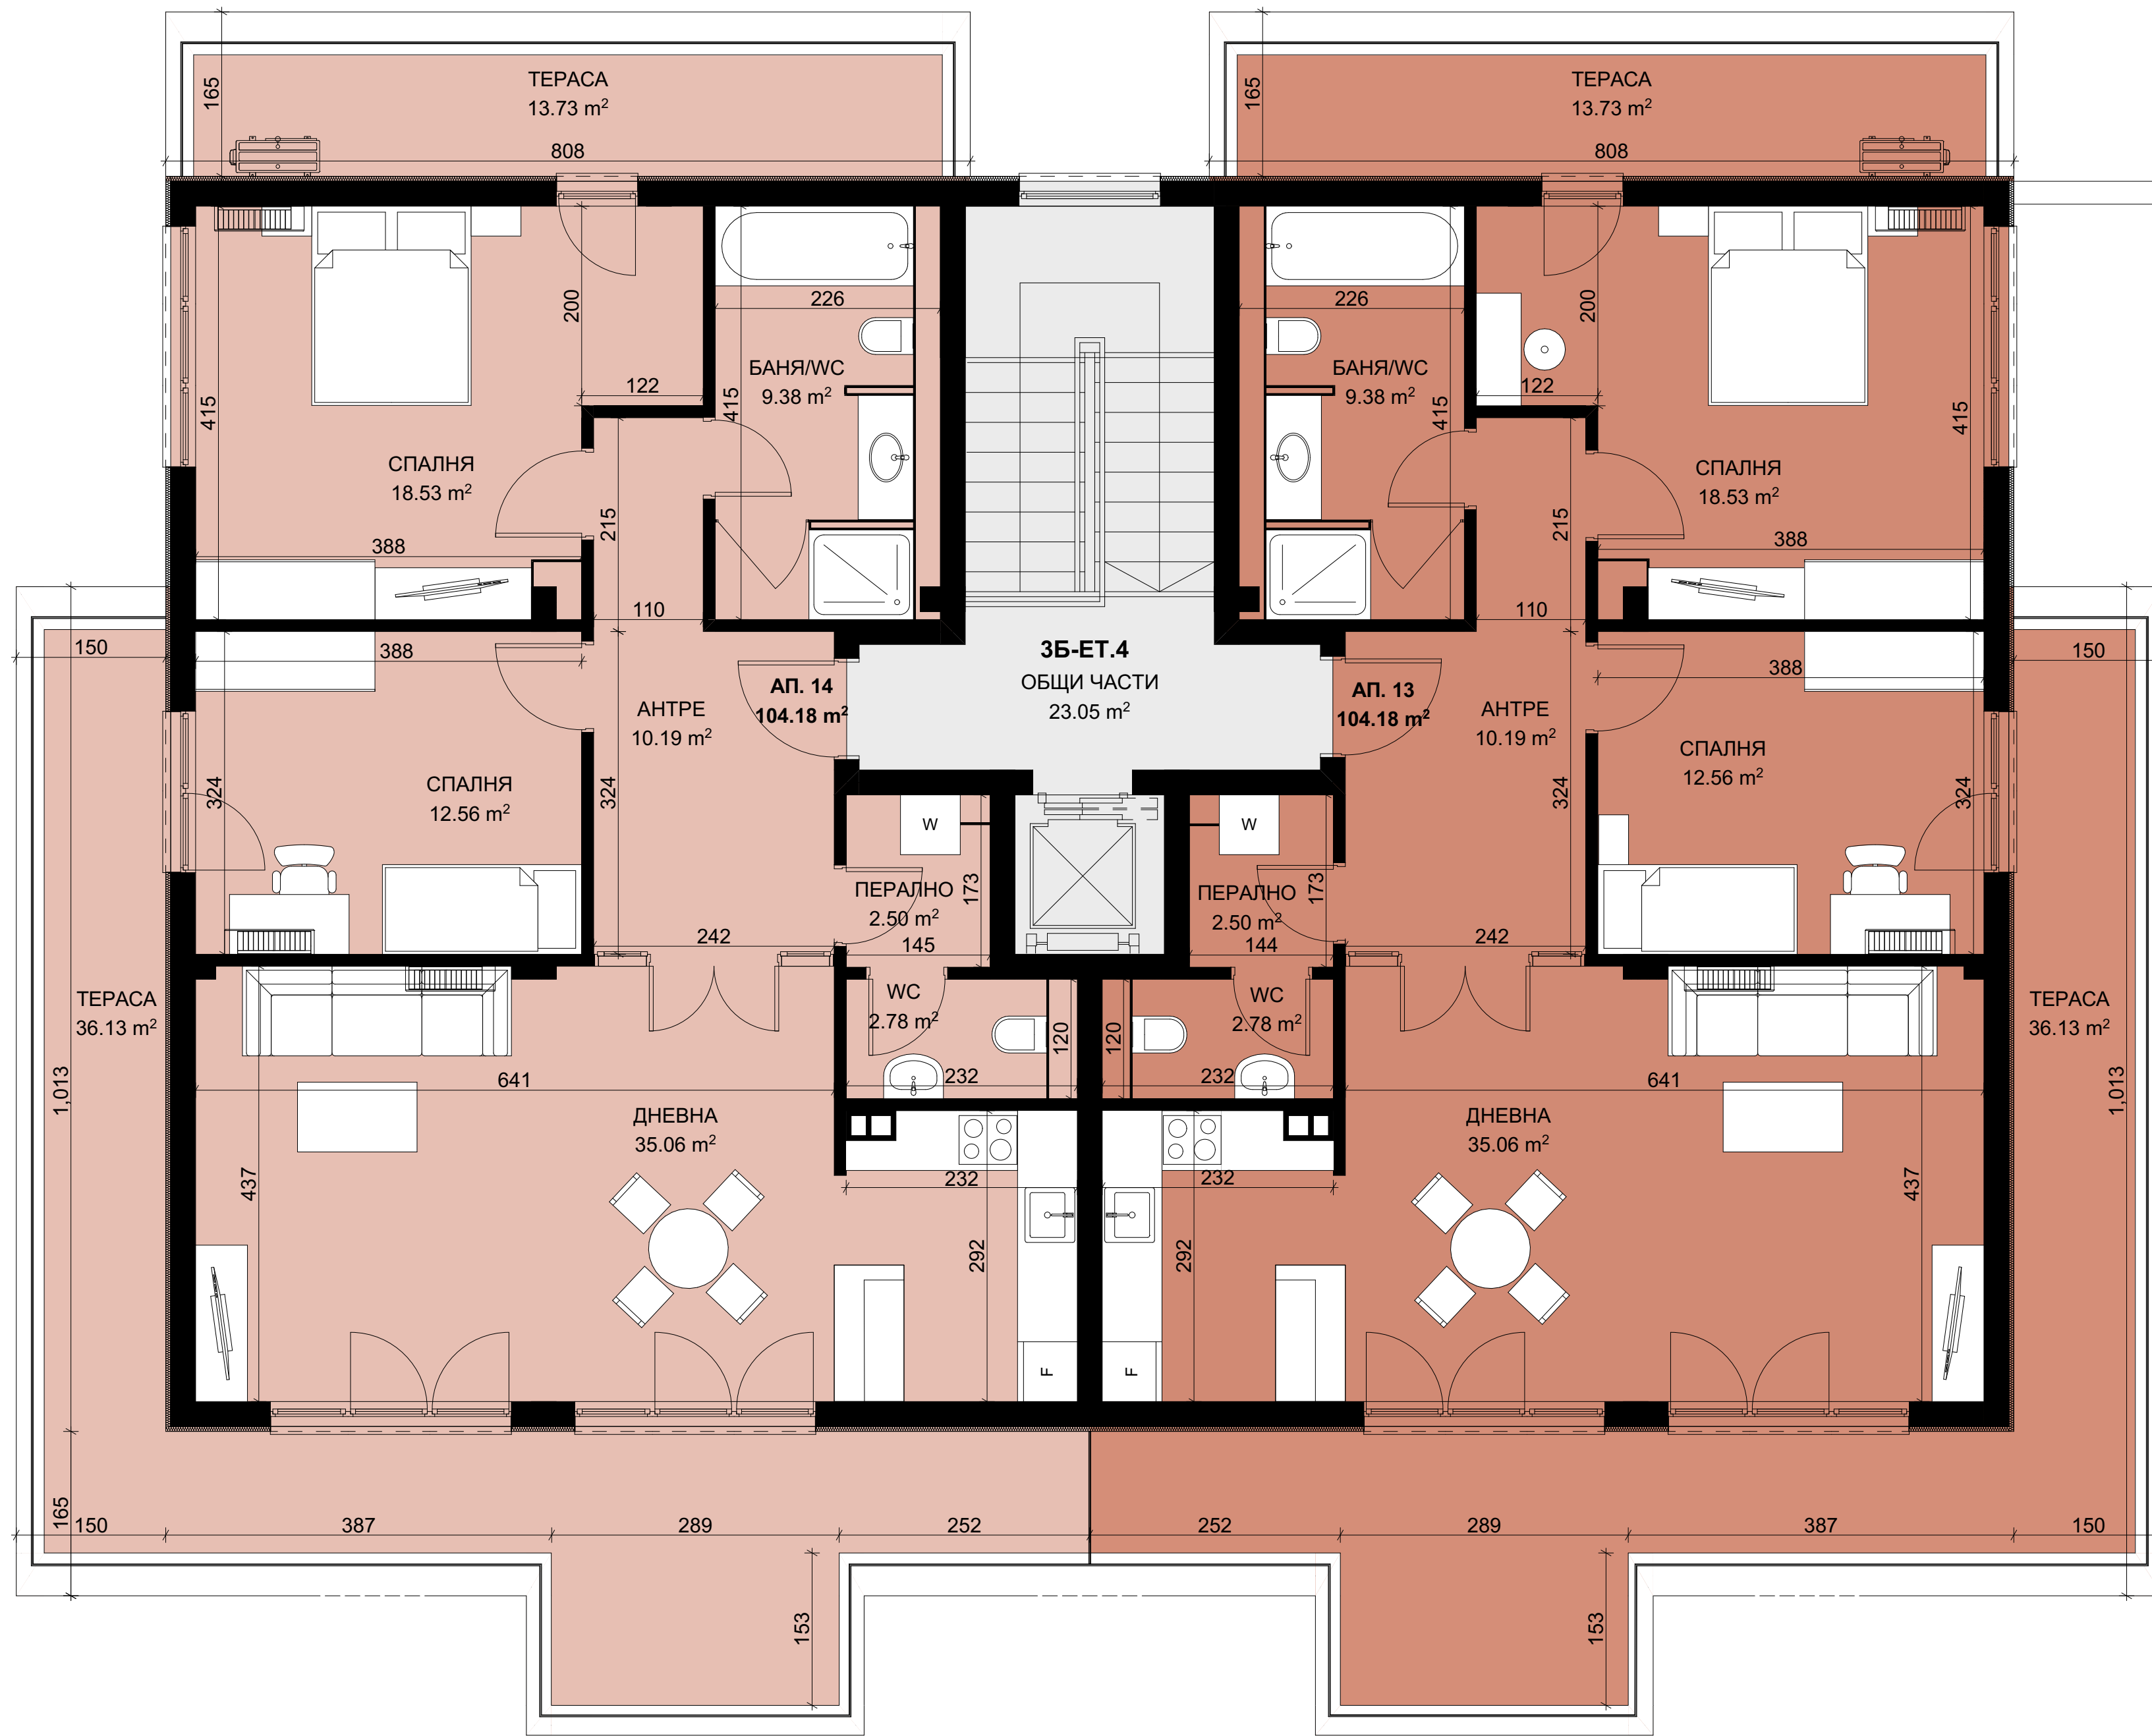 ТЕРАСА
13.73 m²
165
808
ТЕРАСА
13.73 m²
165
808
200
226
БАНЯ/WC
9.38 m²
122
415
415
СПАЛНЯ
18.53 m²
388
215
110
226
БАНЯ/WC
9.38 m²
415
200
122
415
СПАЛНЯ
18.53 m²
388
215
110
150
388
324
СПАЛНЯ
12.56 m²
АНТРЕ
10.19 m²
324
242
АП. 14
104.18 m²
3Б-ЕТ.4
ОБЩИ ЧАСТИ
23.05 m²
АП. 13
104.18 m²
АНТРЕ
10.19 m²
324
242
388
СПАЛНЯ
12.56 m²
324
150
W
ПЕРАЛНО
2.50 m²
173
145
W
ПЕРАЛНО
2.50 m²
173
144
ТЕРАСА
36.13 m²
1,013
WC
2.78 m²
120
232
WC
2.78 m²
120
232
ТЕРАСА
36.13 m²
1,013
641
ДНЕВНА
35.06 m²
437
232
292
F
641
ДНЕВНА
35.06 m²
437
232
292
F
165
150
387
289
252
252
289
387
150
153
153